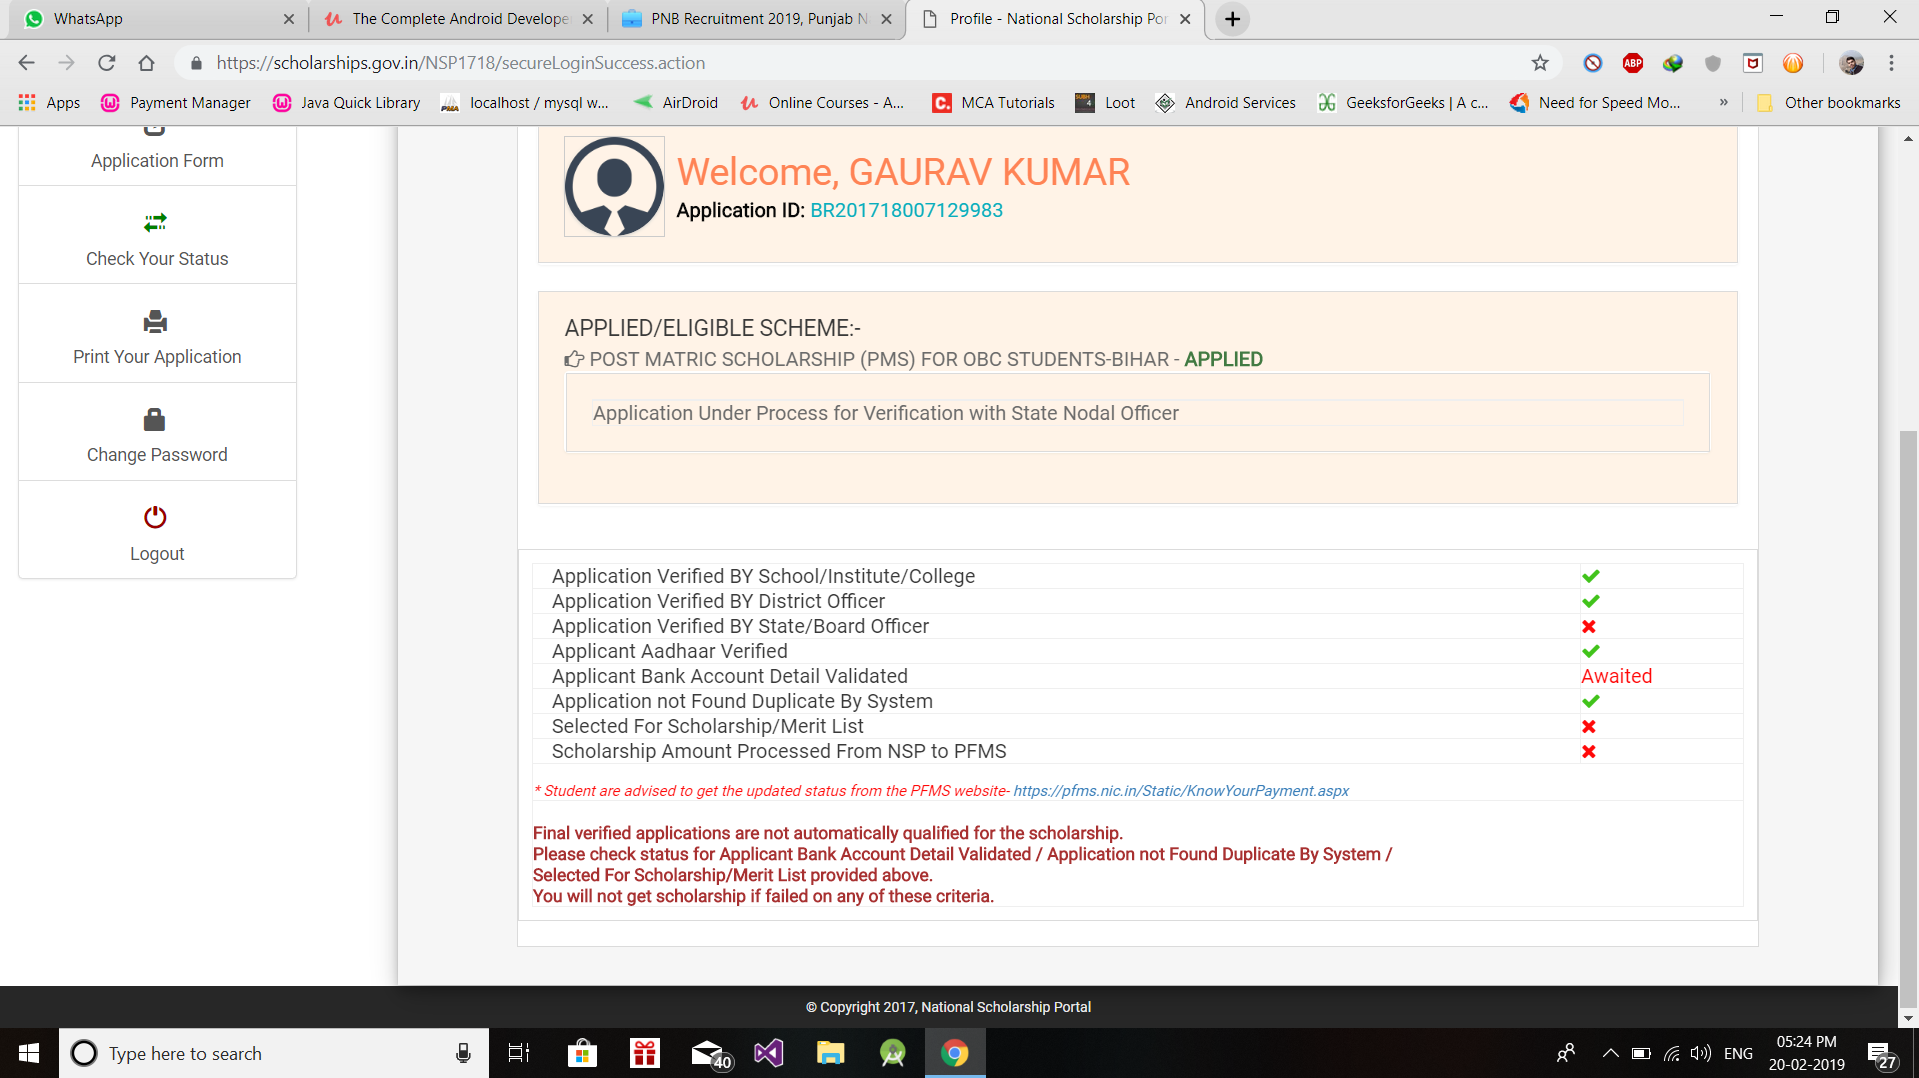 WhatsApp
The Complete Android Develope
PNB Recruitment 2019, Punjab N
Profile - National Scholarship Por
https://scholarships.gov.in/NSP1718/secureLoginSuccess.action
ABP
Apps
Payment Manager
Java Quick Library
localhost / mysql w...
AirDroid
Online Courses - A...
MCA Tutorials
Loot
Android Services
GeeksforGeeks | A c...
Need for Speed Mo...
»
Other bookmarks
Application Form
Check Your Status
Print Your Application
Change Password
Logout
Welcome, GAURAV KUMAR
Application ID: BR201718007129983
APPLIED/ELIGIBLE SCHEME:-
POST MATRIC SCHOLARSHIP (PMS) FOR OBC STUDENTS-BIHAR - APPLIED
Application Under Process for Verification with State Nodal Officer
Application Verified BY School/Institute/College
Application Verified BY District Officer
Application Verified BY State/Board Officer
Applicant Aadhaar Verified
Applicant Bank Account Detail Validated Awaited
Application not Found Duplicate By System
Selected For Scholarship/Merit List
Scholarship Amount Processed From NSP to PFMS
* Student are advised to get the updated status from the PFMS website- https://pfms.nic.in/Static/KnowYourPayment.aspx
Final verified applications are not automatically qualified for the scholarship.
Please check status for Applicant Bank Account Detail Validated / Application not Found Duplicate By System /
Selected For Scholarship/Merit List provided above.
You will not get scholarship if failed on any of these criteria.
© Copyright 2017, National Scholarship Portal
Type here to search
40
ENG
05:24 PM
20-02-2019
27